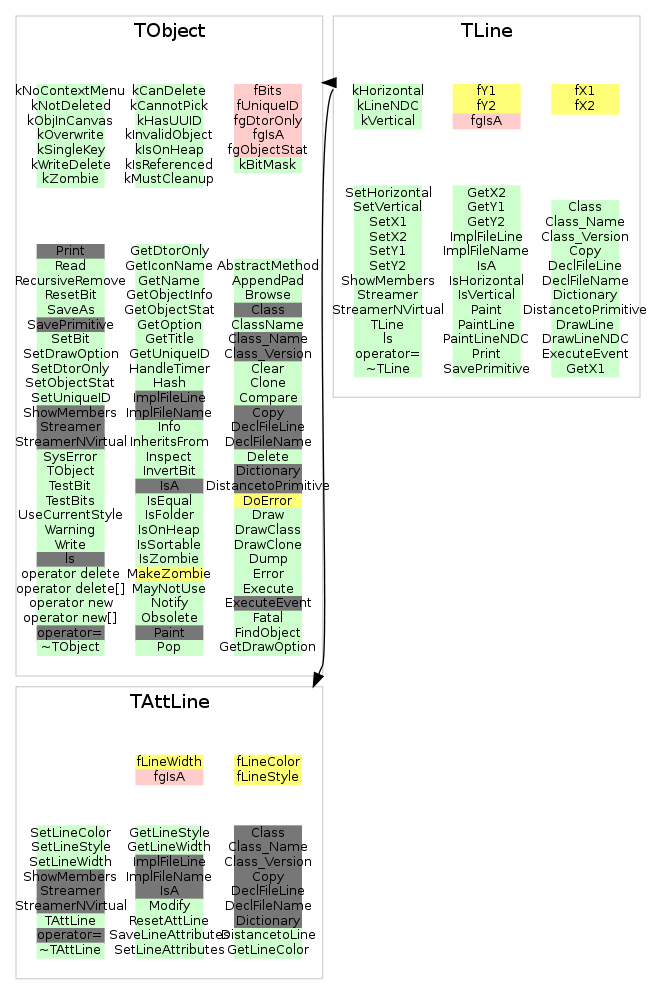 TObject
kNoContextMenu
kNotDeleted
kObjInCanvas
kOverwrite
kSingleKey
kWriteDelete
kZombie
kCanDelete
kCannotPick
kHasUUID
kInvalidObject
kIsOnHeap
kIsReferenced
kMustCleanup
fBits
fUniqueID
fgDtorOnly
fgIsA
fgObjectStat
kBitMask
Print
Read
RecursiveRemove
ResetBit
SaveAs
SavePrimitive
SetBit
SetDrawOption
SetDtorOnly
SetObjectStat
SetUniqueID
ShowMembers
Streamer
StreamerNVirtual
SysError
TObject
TestBit
TestBits
UseCurrentStyle
Warning
Write
ls
operator delete
operator delete[]
operator new
operator new[]
operator=
~TObject
GetDtorOnly
GetIconName
GetName
GetObjectInfo
GetObjectStat
GetOption
GetTitle
GetUniqueID
HandleTimer
Hash
ImplFileLine
ImplFileName
Info
InheritsFrom
Inspect
InvertBit
IsA
IsEqual
IsFolder
IsOnHeap
IsSortable
IsZombie
MakeZombie
MayNotUse
Notify
Obsolete
Paint
Pop
AbstractMethod
AppendPad
Browse
Class
ClassName
Class_Name
Class_Version
Clear
Clone
Compare
Copy
DeclFileLine
DeclFileName
Delete
Dictionary
DistancetoPrimitive
DoError
Draw
DrawClass
DrawClone
Dump
Error
Execute
ExecuteEvent
Fatal
FindObject
GetDrawOption
TLine
kHorizontal
kLineNDC
kVertical
fY1
fY2
fgIsA
fX1
fX2
SetHorizontal
SetVertical
SetX1
SetX2
SetY1
SetY2
ShowMembers
Streamer
StreamerNVirtual
TLine
ls
operator=
~TLine
GetX2
GetY1
GetY2
ImplFileLine
ImplFileName
IsA
IsHorizontal
IsVertical
Paint
PaintLine
PaintLineNDC
Print
SavePrimitive
Class
Class_Name
Class_Version
Copy
DeclFileLine
DeclFileName
Dictionary
DistancetoPrimitive
DrawLine
DrawLineNDC
ExecuteEvent
GetX1
TAttLine
fLineWidth
fgIsA
fLineColor
fLineStyle
SetLineColor
SetLineStyle
SetLineWidth
ShowMembers
Streamer
StreamerNVirtual
TAttLine
operator=
~TAttLine
GetLineStyle
GetLineWidth
ImplFileLine
ImplFileName
IsA
Modify
ResetAttLine
SaveLineAttributes
SetLineAttributes
Class
Class_Name
Class_Version
Copy
DeclFileLine
DeclFileName
Dictionary
DistancetoLine
GetLineColor